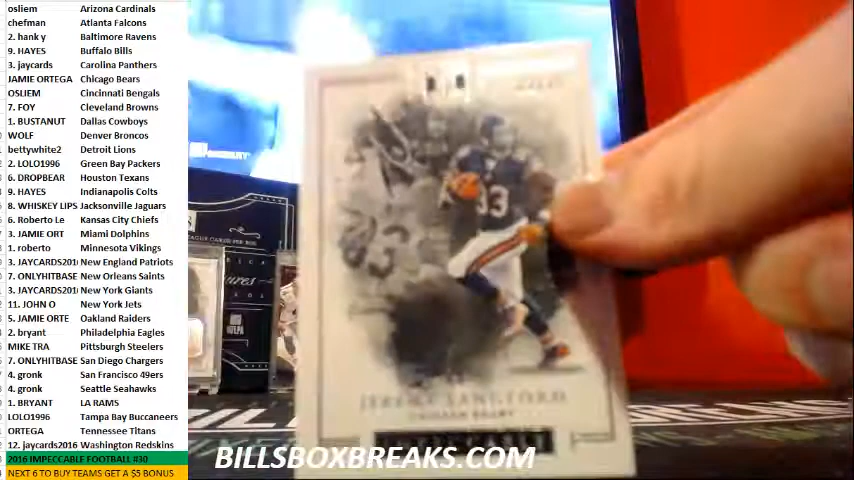 osliem Arizona Cardinals
chefman Atlanta Falcons
2. hank y Baltimore Ravens
9. HAYES Buffalo Bills
3. jaycards Carolina Panthers
JAMIE ORTEGA Chicago Bears
OSLIEM Cincinnati Bengals
7. FOY Cleveland Browns
1. BUSTANUT Dallas Cowboys
WOLF Denver Broncos
bettywhite2 Detroit Lions
2. LOLO1996 Green Bay Packers
6. DROPBEAR Houston Texans
9. HAYES Indianapolis Colts
8. WHISKEY LIPS Jacksonville Jaguars
6. Roberto Le Kansas City Chiefs
3. JAMIE ORT Miami Dolphins
1. roberto Minnesota Vikings
3. JAYCARDS201 New England Patriots
7. ONLYHITBASE New Orleans Saints
3. JAYCARDS201 New York Giants
11. JOHN O New York Jets
5. JAMIE ORTE Oakland Raiders
2. bryant Philadelphia Eagles
MIKE TRA Pittsburgh Steelers
7. ONLYHITBASE San Diego Chargers
4. gronk San Francisco 49ers
4. gronk Seattle Seahawks
1. BRYANT LA RAMS
LOLO1996 Tampa Bay Buccaneers
ORTEGA Tennessee Titans
12. jaycards2016 Washington Redskins
2016 IMPECCABLE FOOTBALL #30
NEXT 6 TO BUY TEAMS GET A $5 BONUS
33
JEREMY LANGFORD
CHICAGO BEARS
BILLSBOXBREAKS.COM